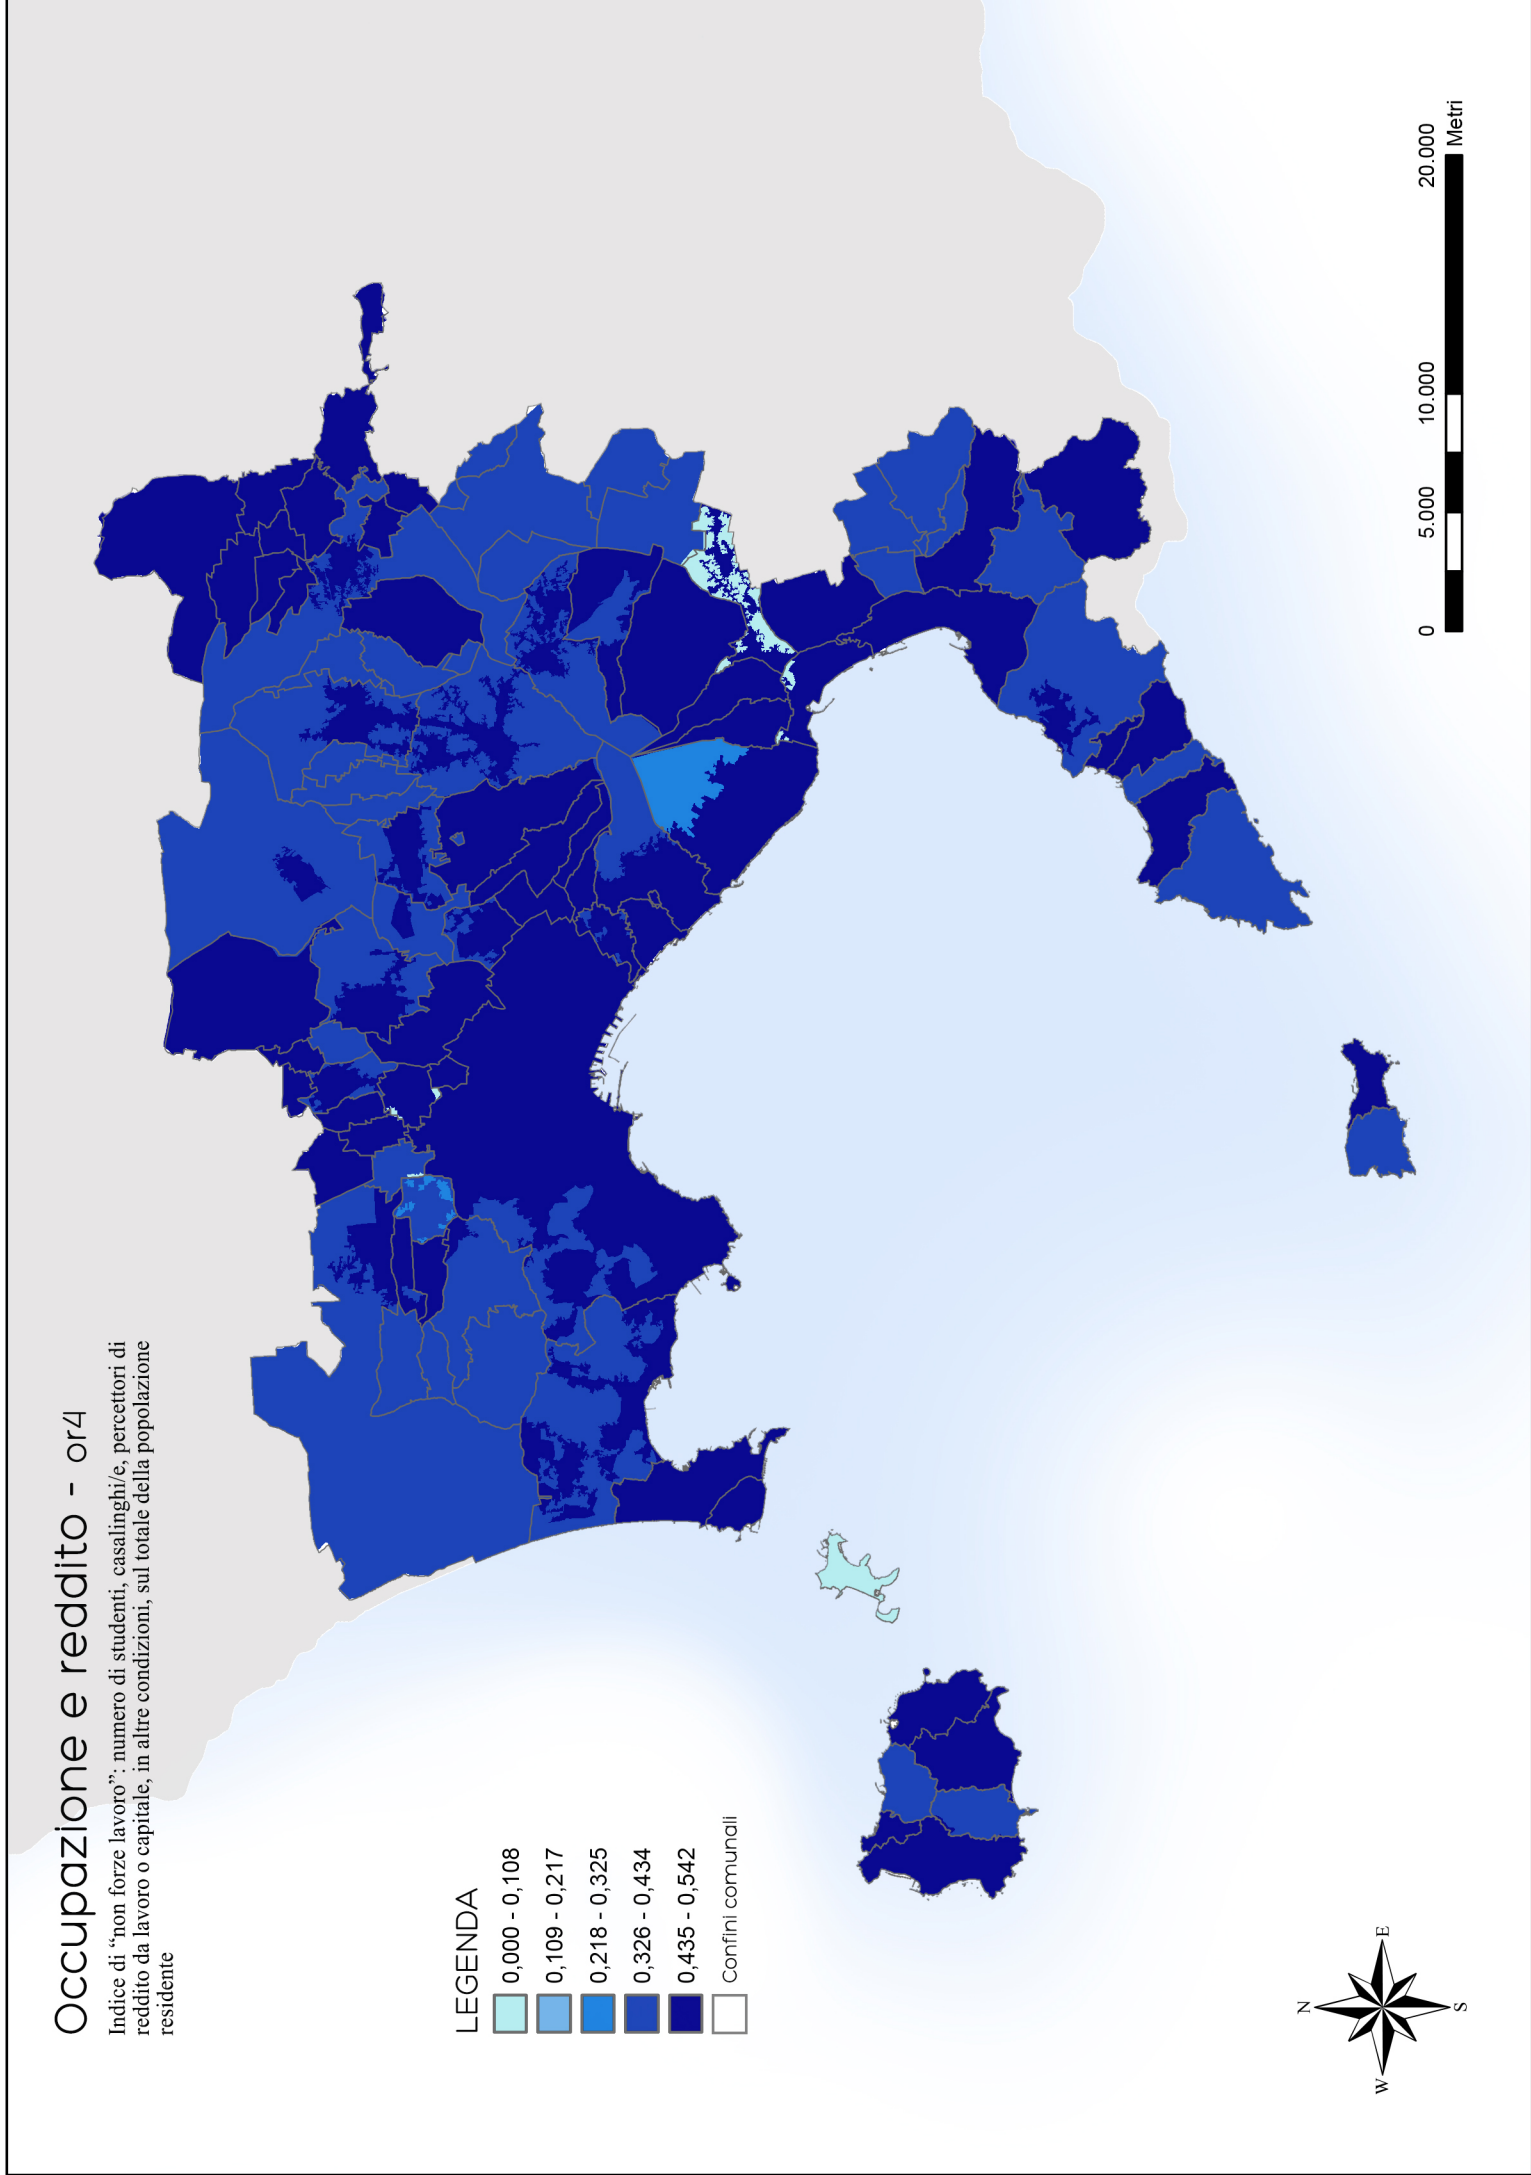 Occupazione e reddito - or4
Indice di “non forze lavoro”: numero di studenti, casalinghi/e, percettori di
reddito da lavoro o capitale, in altre condizioni, sul totale della popolazione
residente
LEGENDA
0,000 - 0,108
0,109 - 0,217
0,218 - 0,325
0,326 - 0,434
0,435 - 0,542
Confini comunali
N
W E
S
0 5.000 10.000 20.000
Metri